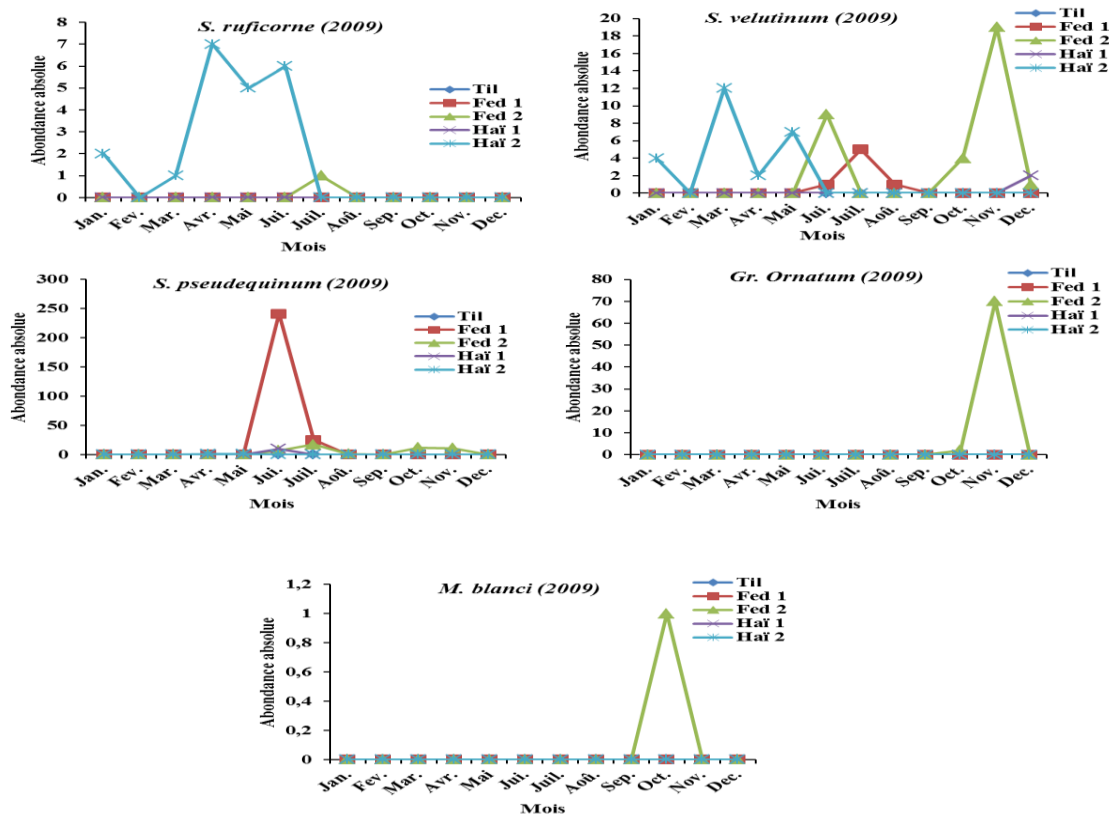 S. ruficorne (2009)
Abondance absolue
8
7
6
5
4
3
2
1
0
Jan. Fev. Mar. Avr. Mai Jui. Juil. Aoû. Sep. Oct. Nov. Dec.
Mois
Til
Fed 1
Fed 2
Haï 1
Haï 2
S. velutinum (2009)
Abondance absolue
20
18
16
14
12
10
8
6
4
2
0
Jan. Fev. Mar. Avr. Mai Jui. Juil. Aoû. Sep. Oct. Nov. Dec.
Mois
Til
Fed 1
Fed 2
Haï 1
Haï 2
S. pseudequinum (2009)
Abondance absolue
300
250
200
150
100
50
0
Jan. Fev. Mar. Avr. Mai Jui. Juil. Aoû. Sep. Oct. Nov. Dec.
Mois
Til
Fed 1
Fed 2
Haï 1
Haï 2
Gr. Ornatum (2009)
Abondance absolue
80
70
60
50
40
30
20
10
0
Jan. Fev. Mar. Avr. Mai Jui. Juil. Aoû. Sep. Oct. Nov. Dec.
Mois
Til
Fed 1
Fed 2
Haï 1
Haï 2
M. blanci (2009)
Abondance absolue
1,2
1
0,8
0,6
0,4
0,2
0
Jan. Fev. Mar. Avr. Mai Jui. Juil. Aoû. Sep. Oct. Nov. Dec.
Mois
Til
Fed 1
Fed 2
Haï 1
Haï 2